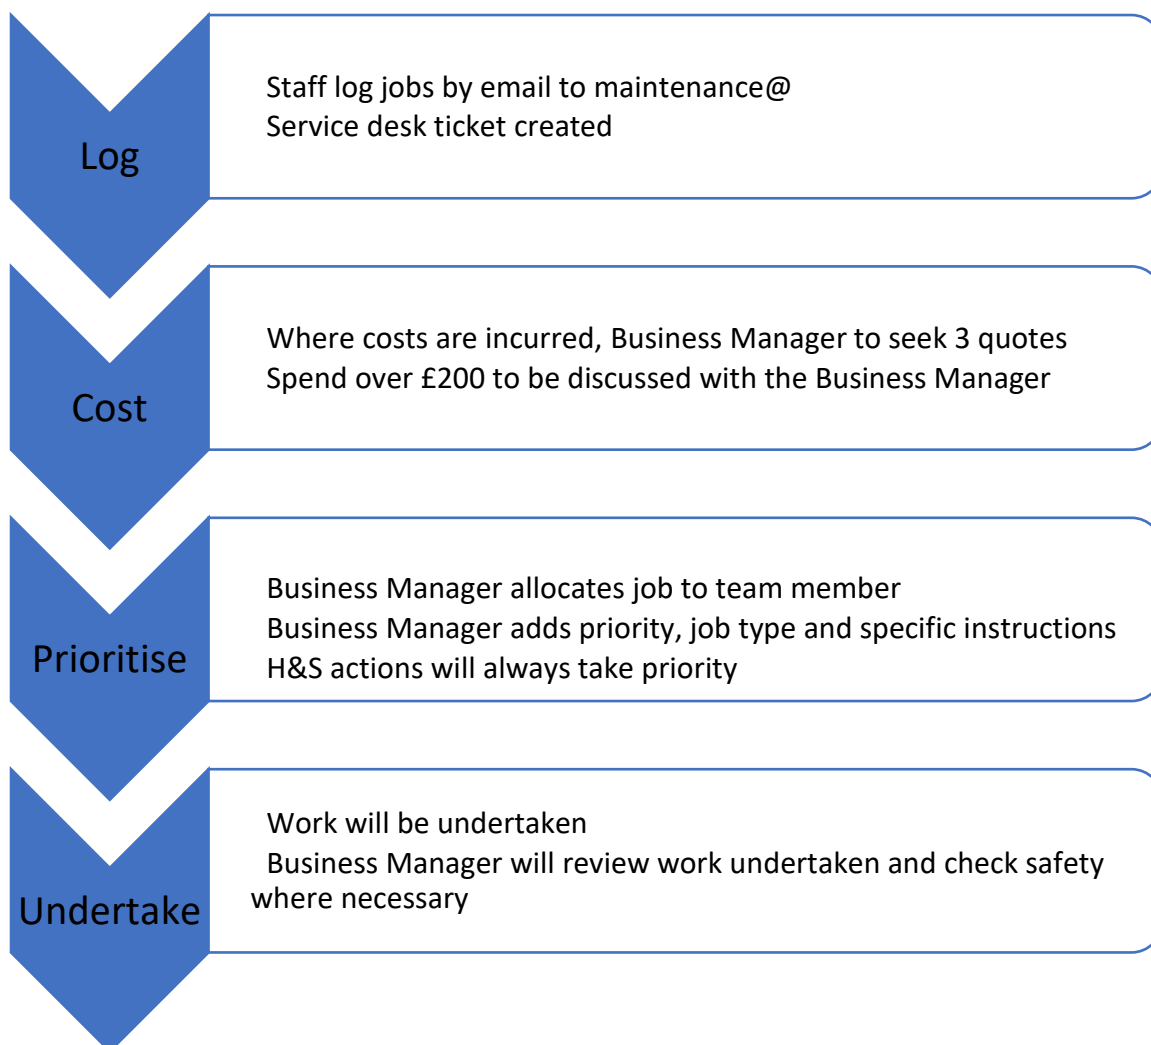 Log
Staff log jobs by email to maintenance@
Service desk ticket created
Cost
Where costs are incurred, Business Manager to seek 3 quotes
Spend over £200 to be discussed with the Business Manager
Prioritise
Business Manager allocates job to team member
Business Manager adds priority, job type and specific instructions
H&S actions will always take priority
Undertake
Work will be undertaken
Business Manager will review work undertaken and check safety
where necessary